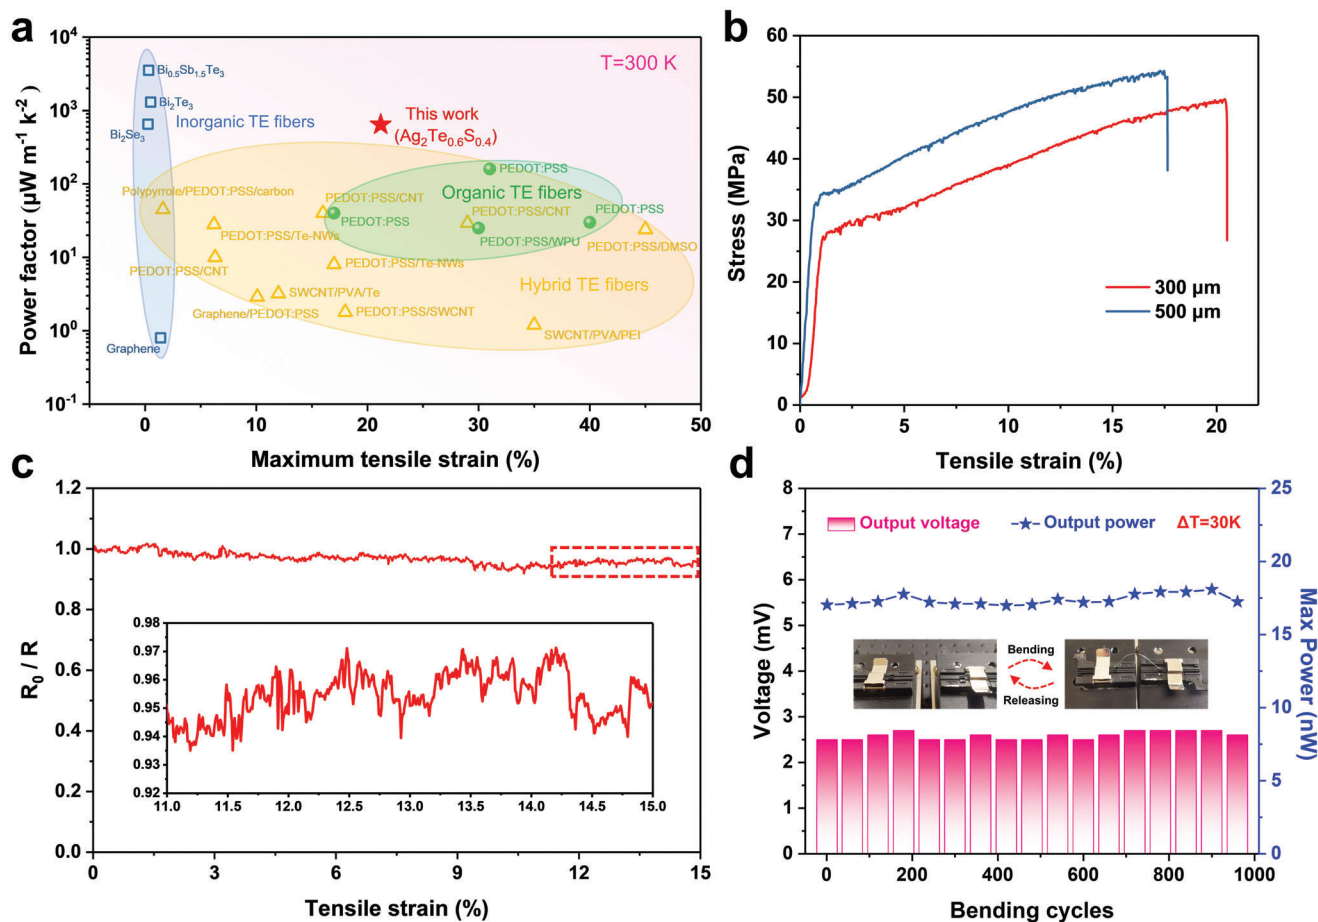 a
10⁴
10³
10²
10¹
10⁰
10⁻¹
Power factor (μW m⁻¹ k⁻²)
T=300 K
Bi₀.₅Sb₁.₅Te₃
Bi₂Te₃
Bi₂Se₃
Inorganic TE fibers
This work
(Ag₂Te₀.₆S₀.₄)
PEDOT:PSS
Polypyrrole/PEDOT:PSS/carbon
Organic TE fibers
PEDOT:PSS/CNT
PEDOT:PSS
PEDOT:PSS/CNT
PEDOT:PSS
PEDOT:PSS/Te-NWs
PEDOT:PSS/WPU
PEDOT:PSS/DMSO
PEDOT:PSS/CNT
PEDOT:PSS/Te-NWs
Hybrid TE fibers
SWCNT/PVA/Te
Graphene/PEDOT:PSS
PEDOT:PSS/SWCNT
SWCNT/PVA/PEI
Graphene
0 10 20 30 40 50
Maximum tensile strain (%)
b
60
50
40
30
20
10
0
Stress (MPa)
300 μm
500 μm
0 5 10 15 20
Tensile strain (%)
c
1.2
1.0
0.8
0.6
0.4
0.2
0.0
R₀ / R
0.98
0.97
0.96
0.95
0.94
0.93
0.92
11.0 11.5 12.0 12.5 13.0 13.5 14.0 14.5 15.0
0 3 6 9 12 15
Tensile strain (%)
d
8
7
6
5
4
3
2
1
0
Voltage (mV)
Output voltage
Output power
ΔT=30K
Bending
Releasing
25
20
15
10
5
0
Max Power (nW)
0 200 400 600 800 1000
Bending cycles